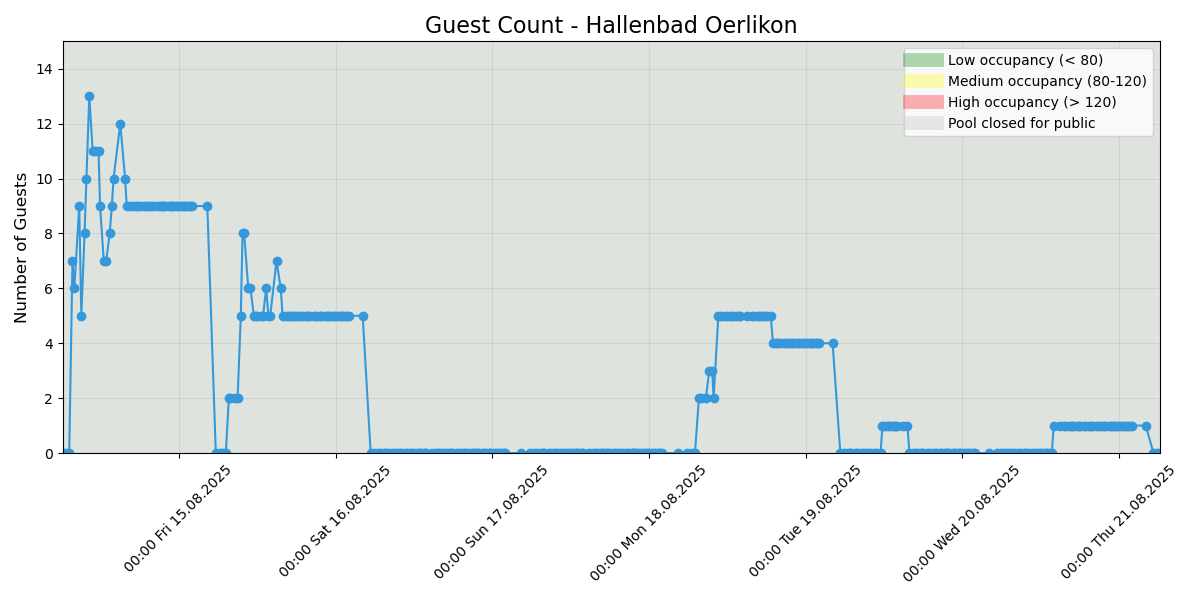 Guest Count - Hallenbad Oerlikon
Number of Guests
14
12
10
8
6
4
2
0
Low occupancy (< 80)
Medium occupancy (80-120)
High occupancy (> 120)
Pool closed for public
00:00 Fri 15.08.2025
00:00 Sat 16.08.2025
00:00 Sun 17.08.2025
00:00 Mon 18.08.2025
00:00 Tue 19.08.2025
00:00 Wed 20.08.2025
00:00 Thu 21.08.2025